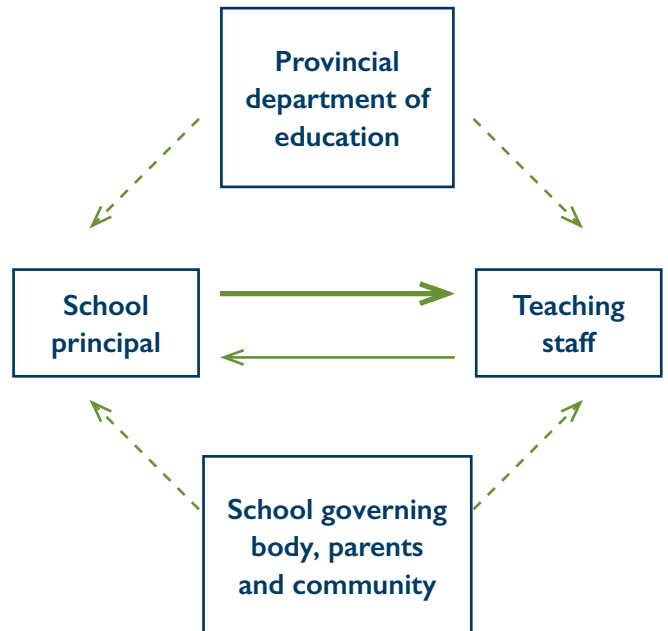 Provincial
department of
education
School
principal
Teaching
staff
School governing
body, parents
and community